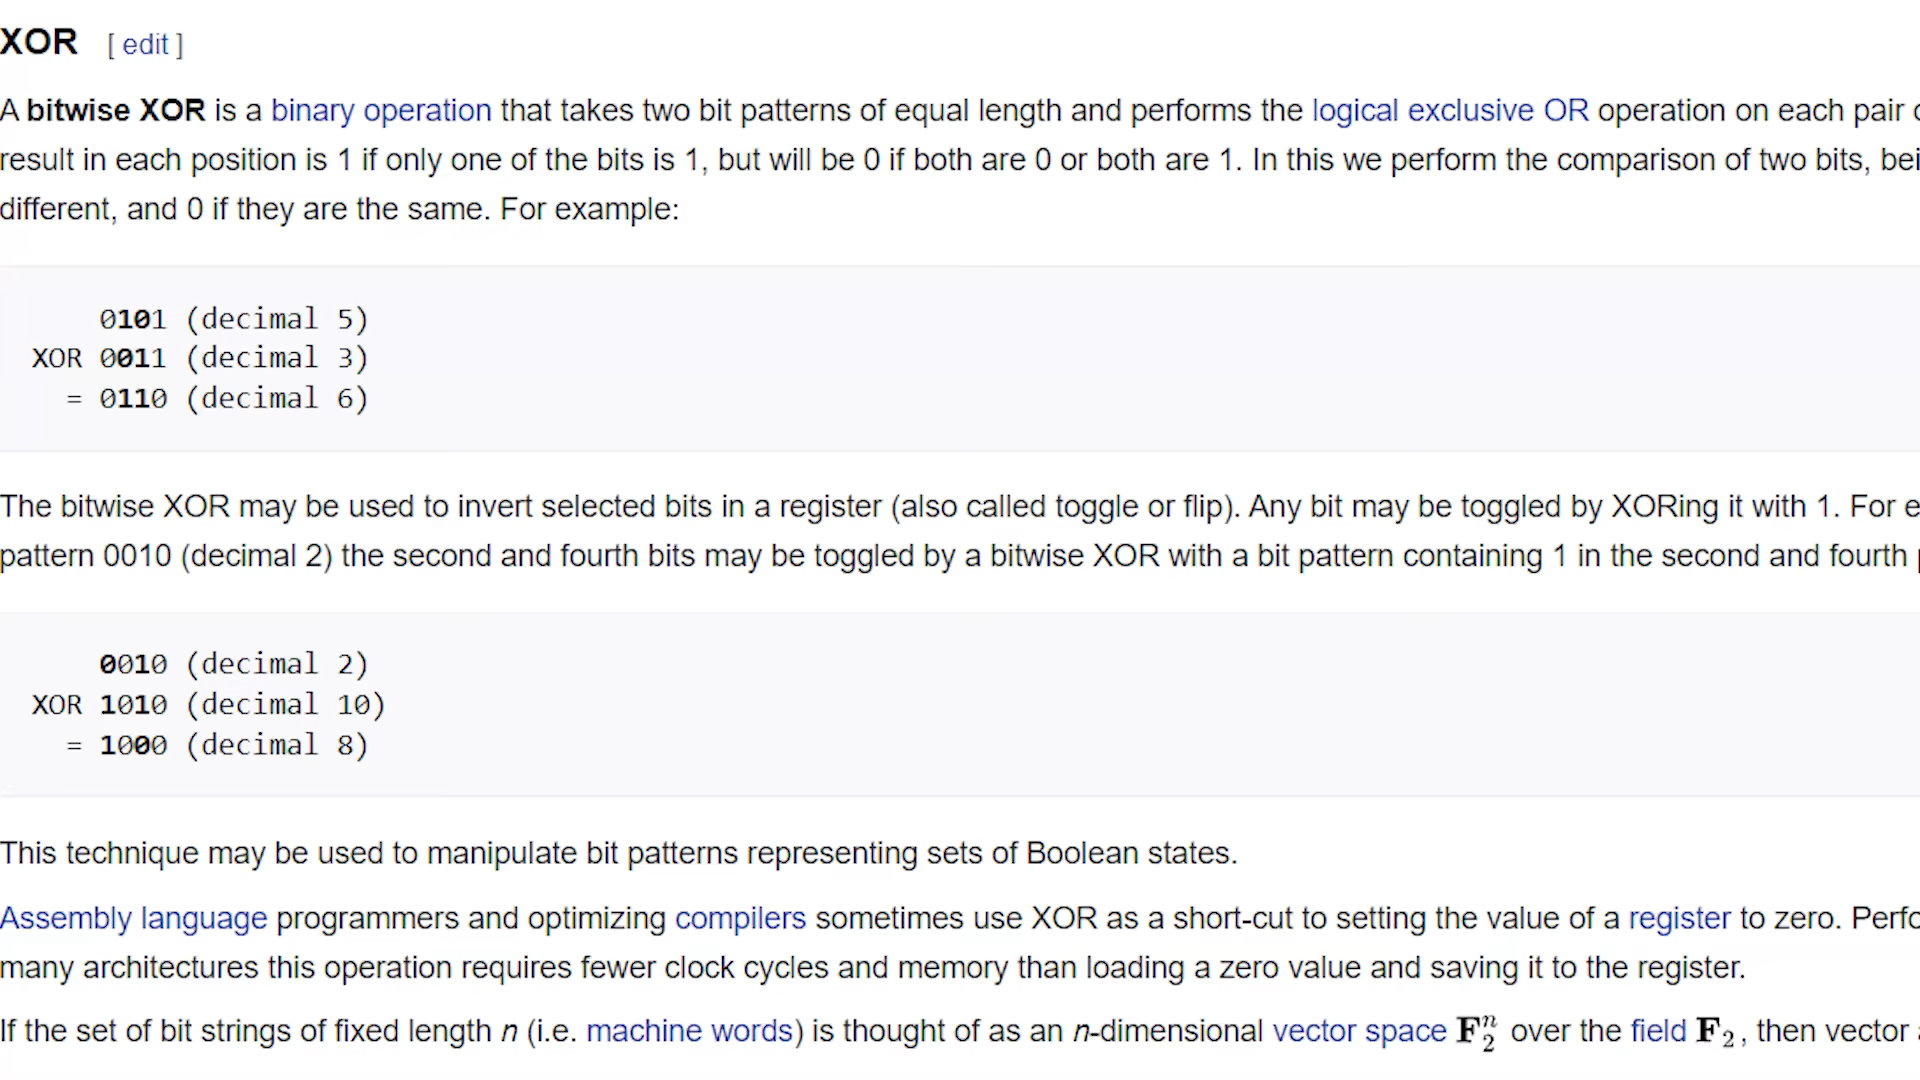 XOR [ edit ]
A bitwise XOR is a binary operation that takes two bit patterns of equal length and performs the logical exclusive OR operation on each pair
result in each position is 1 if only one of the bits is 1, but will be 0 if both are 0 or both are 1. In this we perform the comparison of two bits,
different, and 0 if they are the same. For example:
0101 (decimal 5)
XOR 0011 (decimal 3)
= 0110 (decimal 6)
The bitwise XOR may be used to invert selected bits in a register (also called toggle or flip). Any bit may be toggled by XORing it with 1. For
pattern 0010 (decimal 2) the second and fourth bits may be toggled by a bitwise XOR with a bit pattern containing 1 in the second and fourth
0010 (decimal 2)
XOR 1010 (decimal 10)
= 1000 (decimal 8)
This technique may be used to manipulate bit patterns representing sets of Boolean states.
Assembly language programmers and optimizing compilers sometimes use XOR as a short-cut to setting the value of a register to zero.
many architectures this operation requires fewer clock cycles and memory than loading a zero value and saving it to the register.
If the set of bit strings of fixed length n (i.e. machine words) is thought of as an n-dimensional vector space F₂ⁿ over the field F₂, then vector